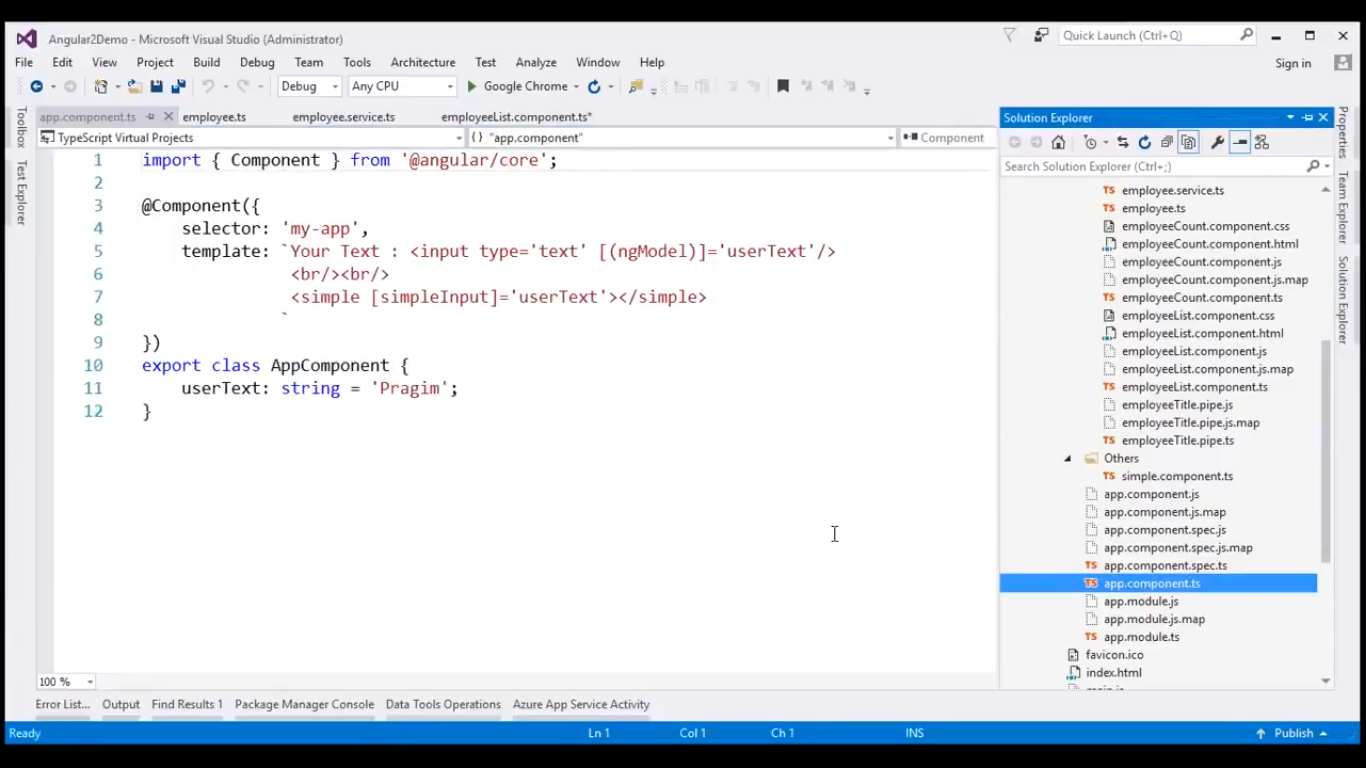 Angular2Demo - Microsoft Visual Studio (Administrator)
Quick Launch (Ctrl+Q)
File Edit View Project Build Debug Team Tools Architecture Test Analyze Window Help
Sign in
Debug Any CPU Google Chrome
app.component.ts employee.ts employee.service.ts employeeList.component.ts*
TypeScript Virtual Projects {} "app.component" Component
Toolbox
Test Explorer
1 import { Component } from '@angular/core';
2
3 @Component({
4 selector: 'my-app',
5 template: `Your Text : <input type='text' [(ngModel)]='userText'/>
6 <br/><br/>
7 <simple [simpleInput]='userText'></simple>
8 `
9 })
10 export class AppComponent {
11 userText: string = 'Pragim';
12 }
100 %
Solution Explorer
Search Solution Explorer (Ctrl+;)
employee.service.ts
TS employee.ts
employeeCount.component.css
employeeCount.component.html
employeeCount.component.js
employeeCount.component.js.map
TS employeeCount.component.ts
employeeList.component.css
employeeList.component.html
employeeList.component.js
employeeList.component.js.map
TS employeeList.component.ts
employeeTitle.pipe.js
employeeTitle.pipe.js.map
TS employeeTitle.pipe.ts
Others
TS simple.component.ts
app.component.js
app.component.js.map
app.component.spec.js
app.component.spec.js.map
TS app.component.spec.ts
TS app.component.ts
app.module.js
app.module.js.map
TS app.module.ts
favicon.ico
index.html
Properties
Team Explorer
Solution Explorer
Error List... Output Find Results 1 Package Manager Console Data Tools Operations Azure App Service Activity
Ready Ln 1 Col 1 Ch 1 INS Publish